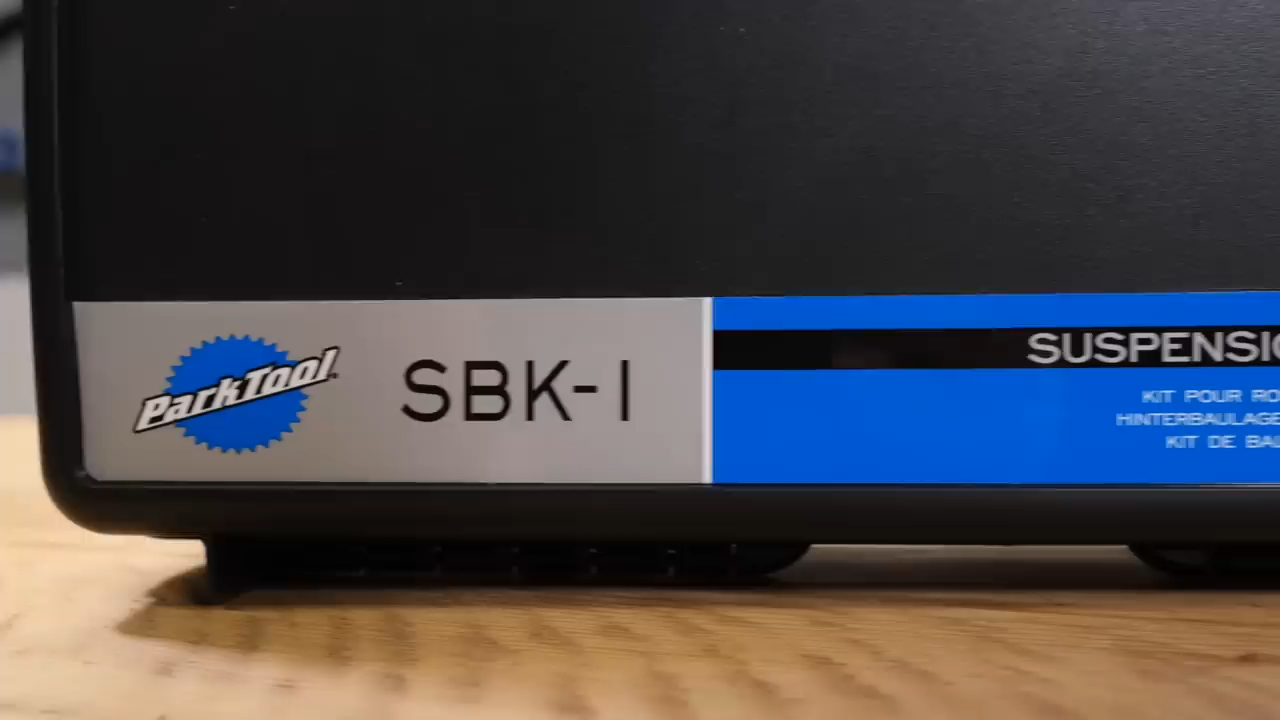 ParkTool
SBK-1
SUSPENSIO
KIT POUR RO
HINTERBAULAGE
KIT DE BA